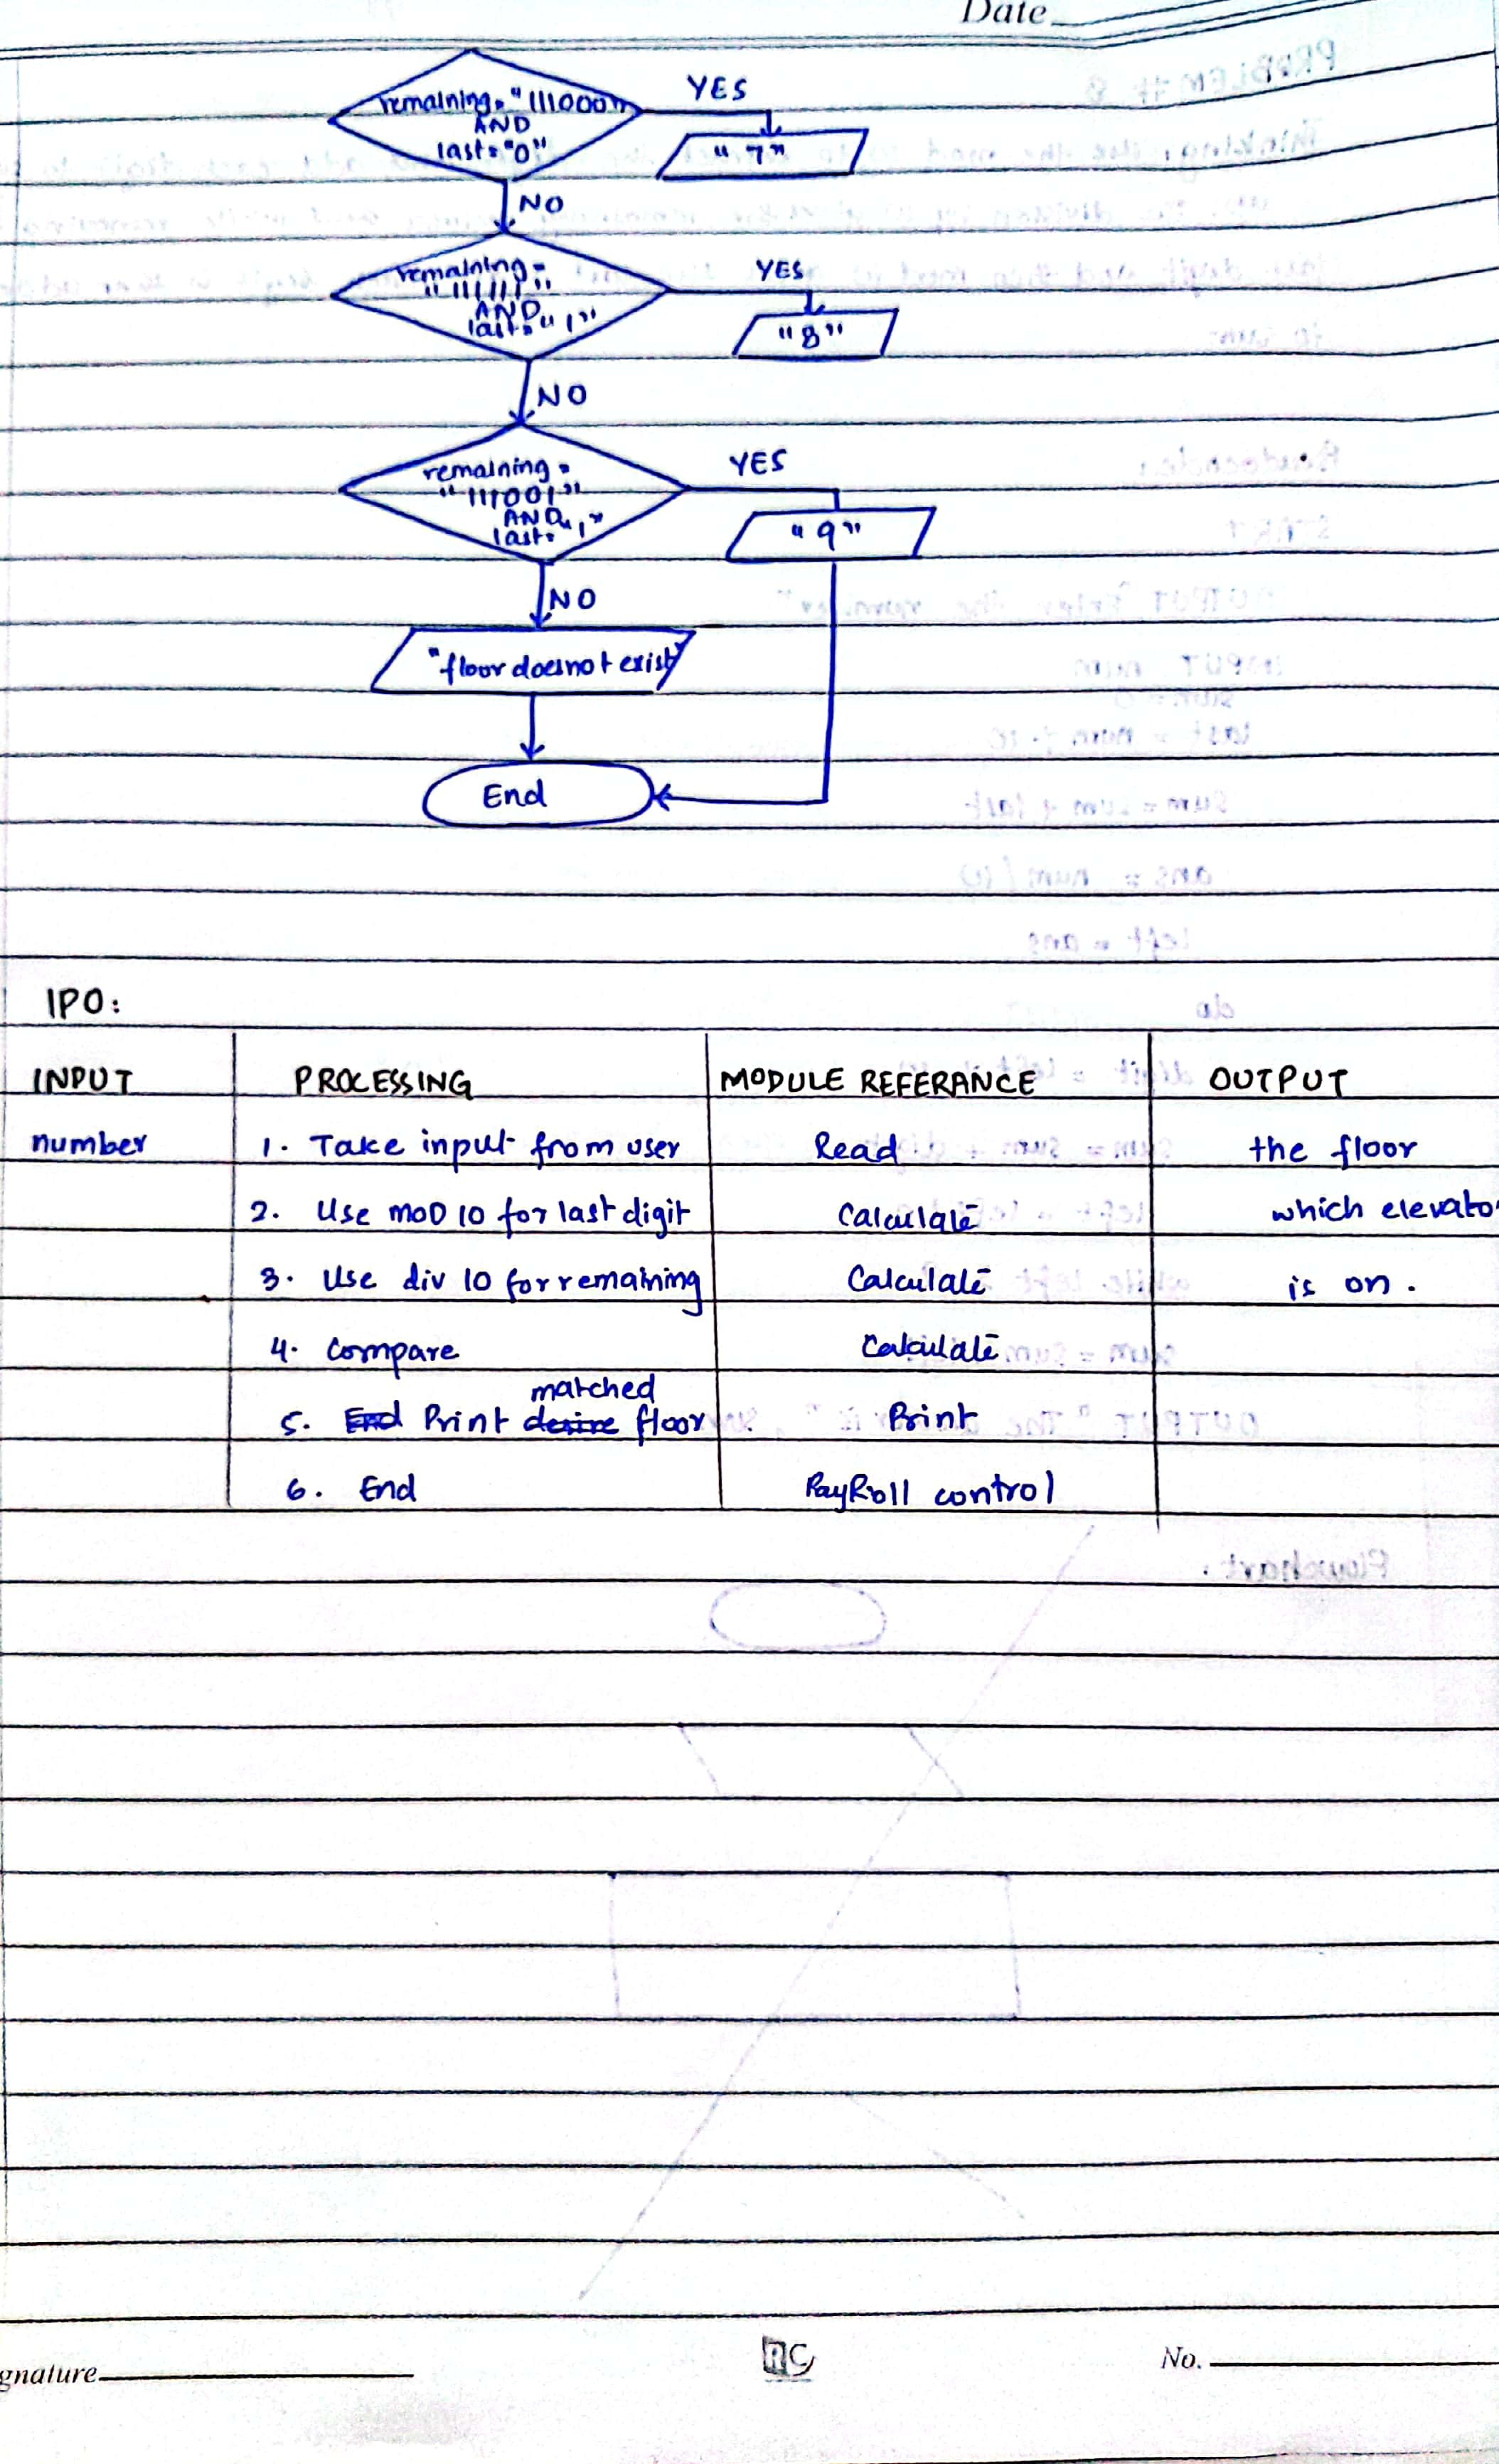 Date
remaining = "111000"
AND
last = "0"
YES
"7"
NO
remaining =
"111111"
AND
last = "1"
YES
"8"
NO
remaining =
"111001"
AND
last = "1"
YES
"9"
NO
"floor does not exist"
End
IPO:
INPUT PROCESSING MODULE REFERANCE OUTPUT
number 1. Take input from user Read the floor
2. Use MOD 10 for last digit Calculate which elevator
3. Use div 10 for remaining Calculate is on.
4. Compare Calculate
matched
5. End Print desire floor Print
6. End PayRoll control
gnature
RC
No.